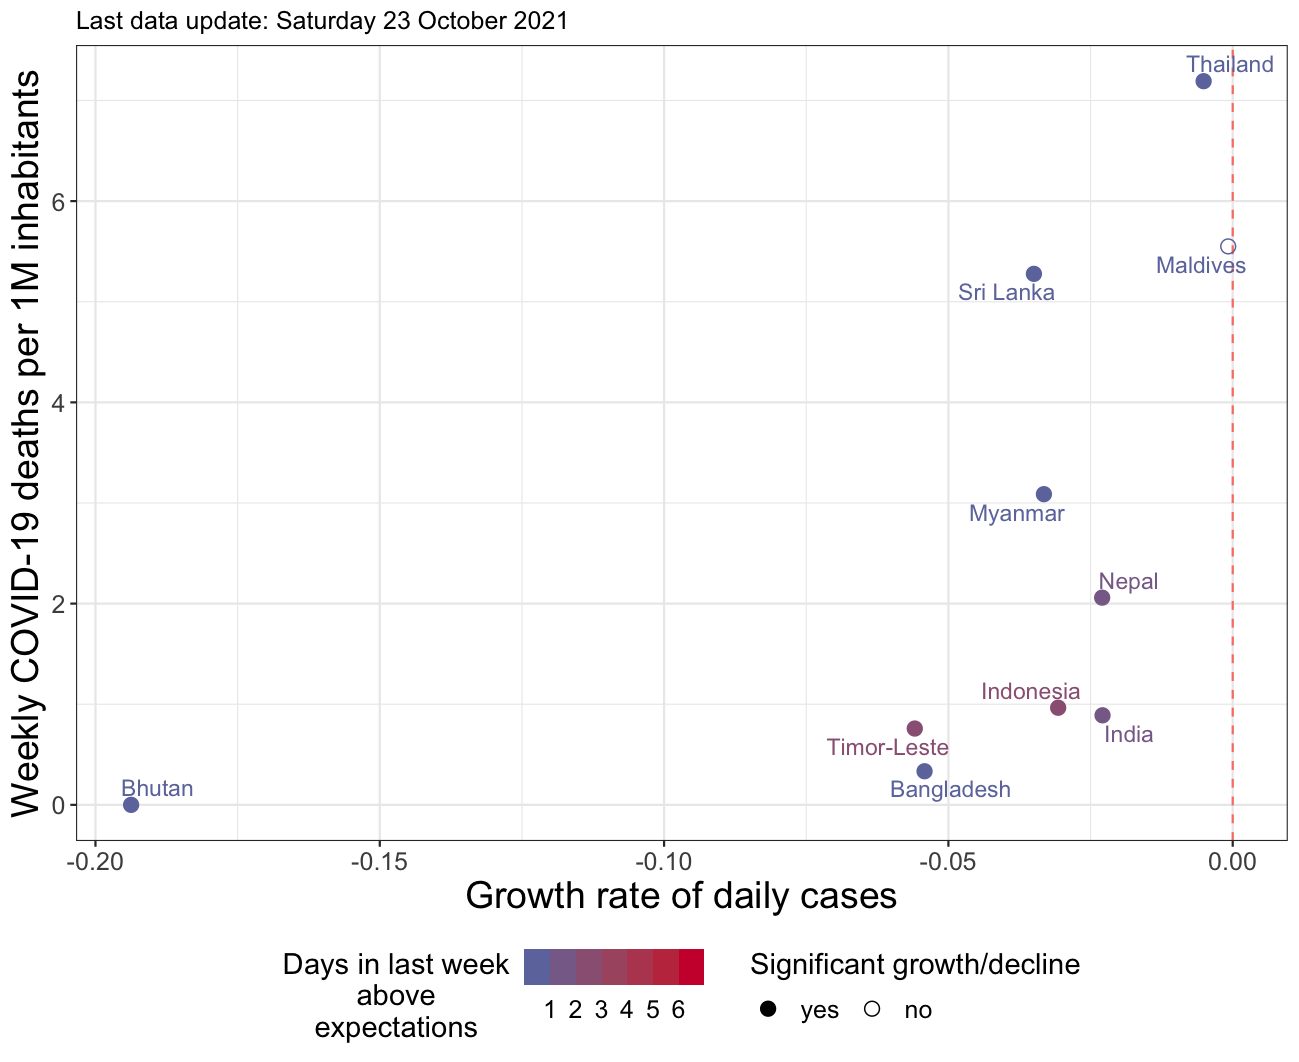 Last data update: Saturday 23 October 2021
Weekly COVID-19 deaths per 1M inhabitants
Thailand
6
Maldives
Sri Lanka
4
Myanmar
Nepal
2
Indonesia
India
Timor-Leste
Bangladesh
Bhutan
0
-0.20 -0.15 -0.10 -0.05 0.00
Growth rate of daily cases
Days in last week
above
expectations
1 2 3 4 5 6
Significant growth/decline
yes no